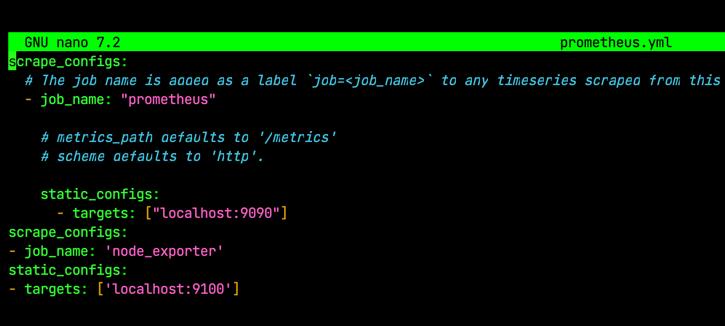 GNU nano 7.2 prometheus.yml
scrape_configs:
# The job name is added as a label `job=<job_name>` to any timeseries scraped from this
- job_name: "prometheus"
# metrics_path defaults to '/metrics'
# scheme defaults to 'http'.
static_configs:
- targets: ["localhost:9090"]
scrape_configs:
- job_name: 'node_exporter'
static_configs:
- targets: ['localhost:9100']